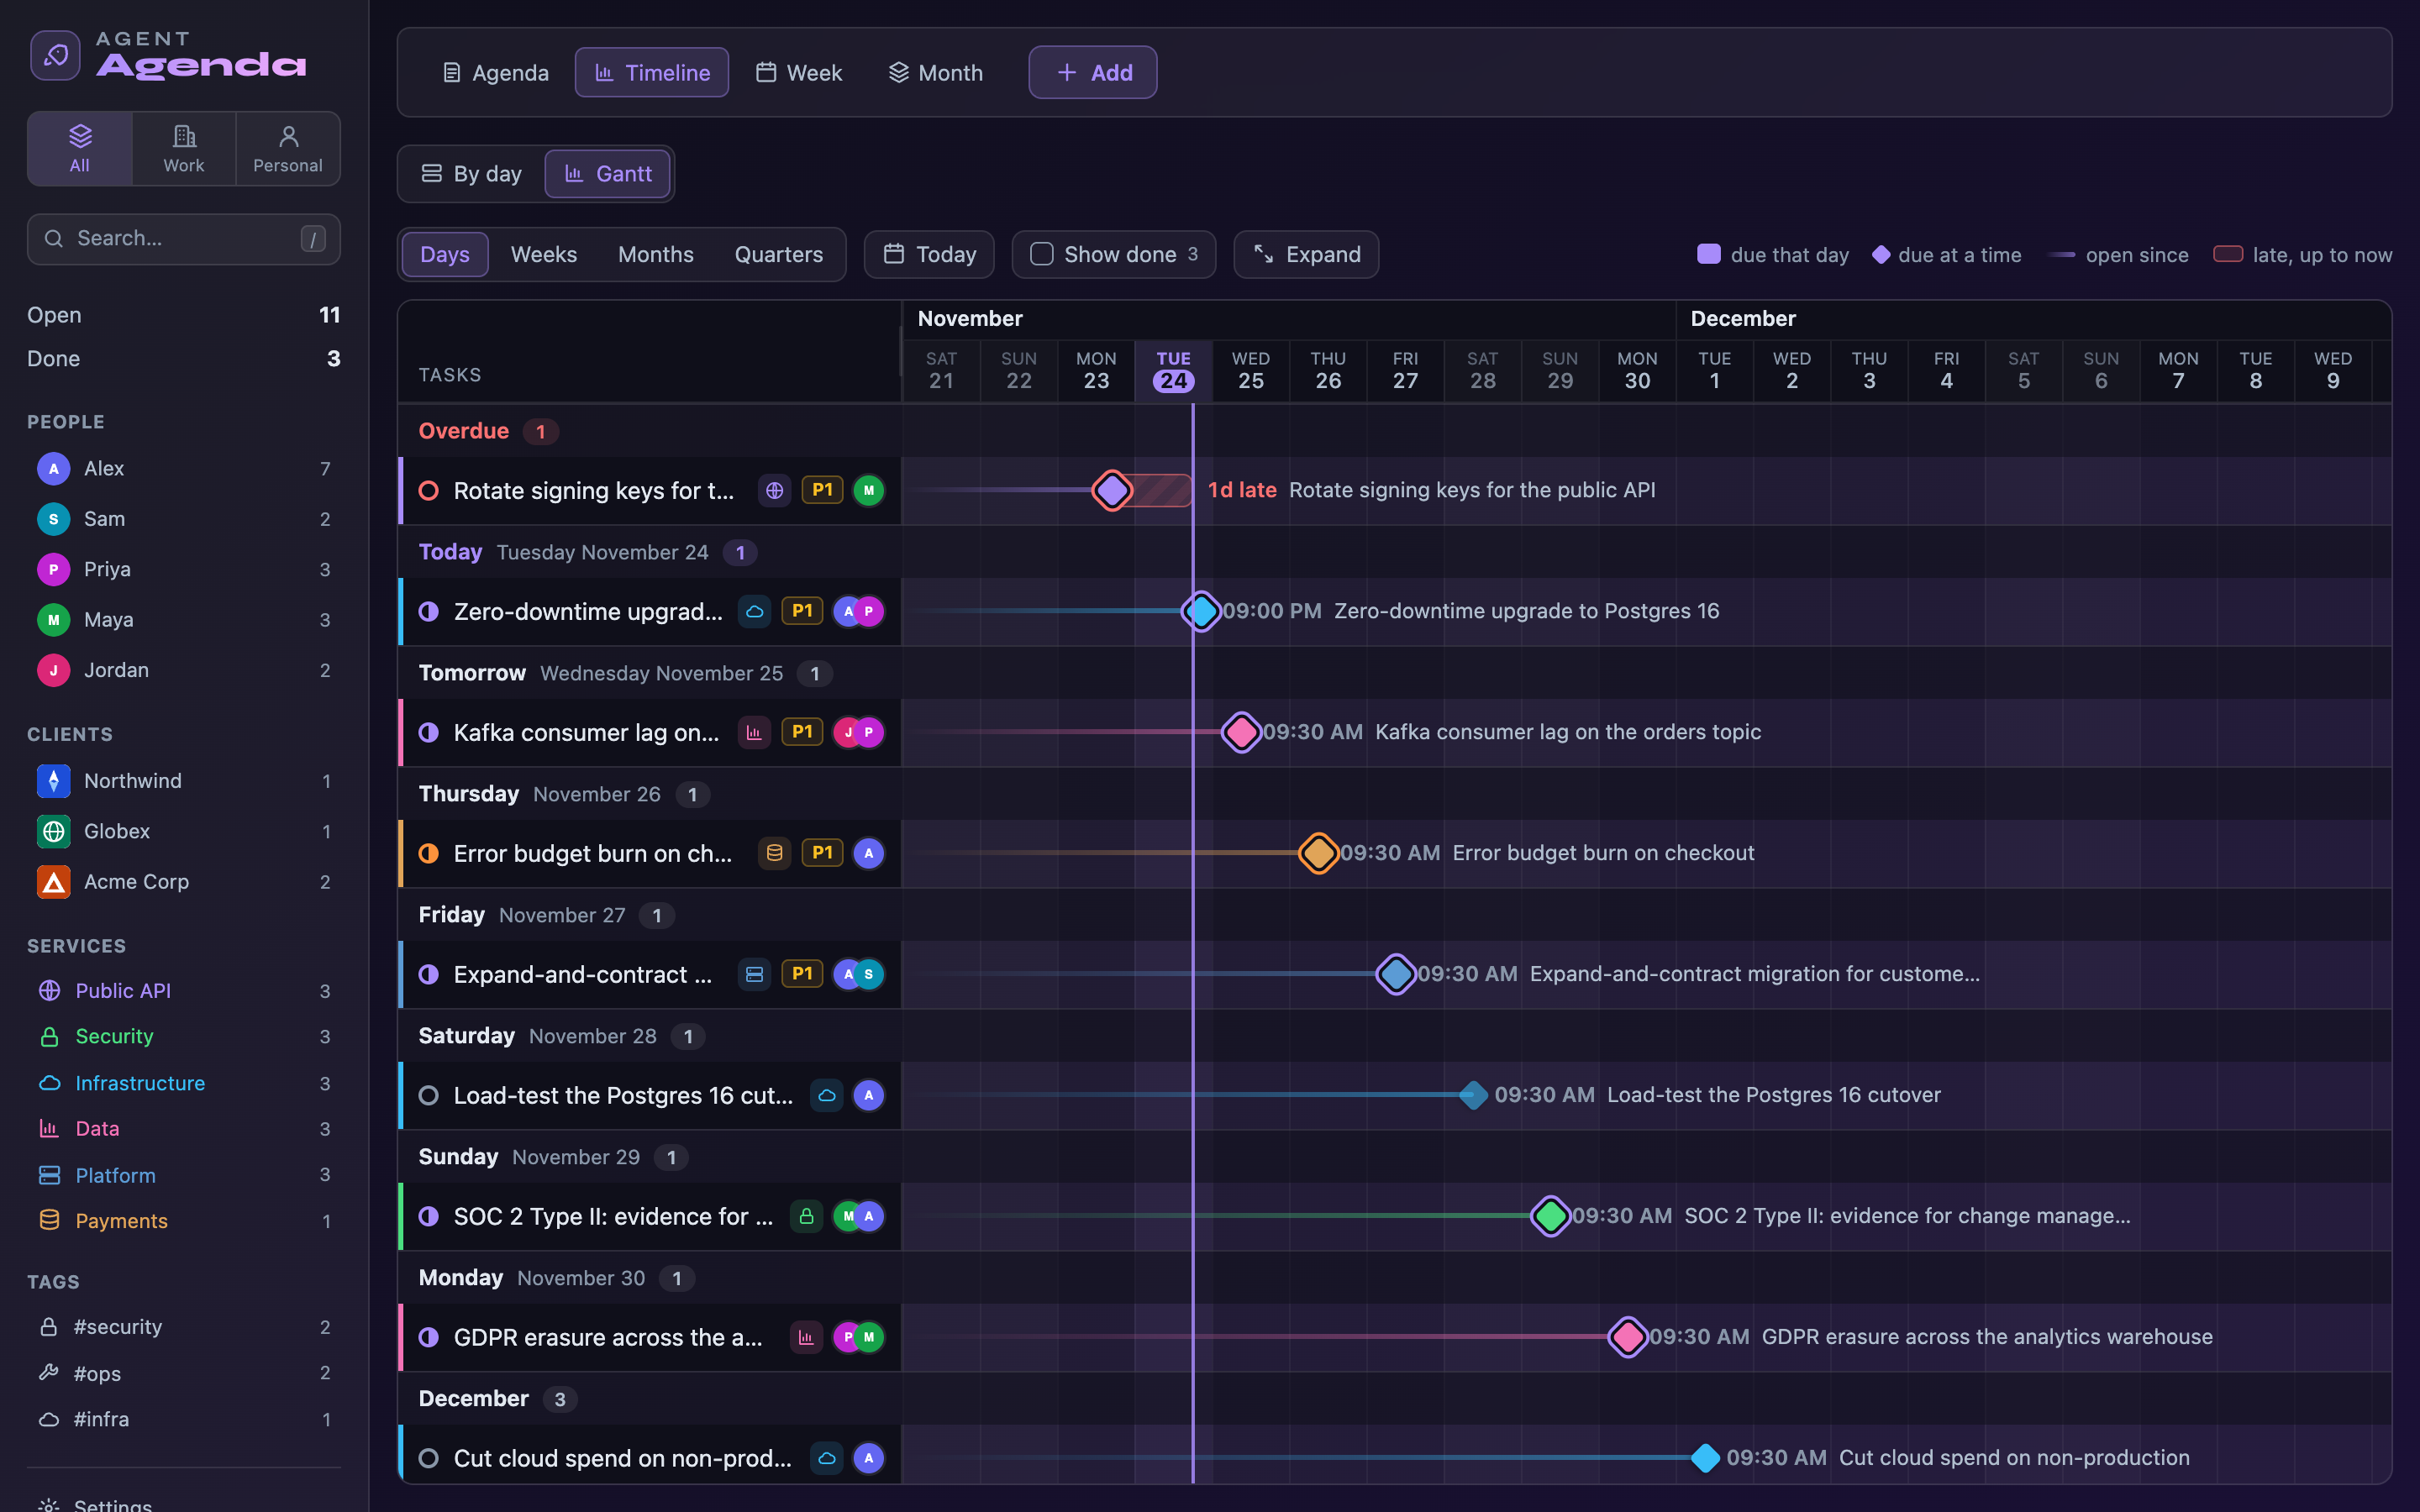 AGENT
Agenda
All
Work
Personal
Search...
/
Open 11
Done 3
PEOPLE
A Alex 7
S Sam 2
P Priya 3
M Maya 3
J Jordan 2
CLIENTS
Northwind 1
Globex 1
Acme Corp 2
SERVICES
Public API 3
Security 3
Infrastructure 3
Data 3
Platform 3
Payments 1
TAGS
#security 2
#ops 2
#infra 1
Settings
Agenda Timeline Week Month + Add
By day Gantt
Days Weeks Months Quarters Today Show done 3 Expand
due that day due at a time open since late, up to now
November December
TASKS
SAT 21
SUN 22
MON 23
TUE 24
WED 25
THU 26
FRI 27
SAT 28
SUN 29
MON 30
TUE 1
WED 2
THU 3
FRI 4
SAT 5
SUN 6
MON 7
TUE 8
WED 9
Overdue 1
Rotate signing keys for t... P1 M 1d late Rotate signing keys for the public API
Today Tuesday November 24 1
Zero-downtime upgrad... P1 A P 09:00 PM Zero-downtime upgrade to Postgres 16
Tomorrow Wednesday November 25 1
Kafka consumer lag on... P1 J P 09:30 AM Kafka consumer lag on the orders topic
Thursday November 26 1
Error budget burn on ch... P1 A 09:30 AM Error budget burn on checkout
Friday November 27 1
Expand-and-contract ... P1 A S 09:30 AM Expand-and-contract migration for custome...
Saturday November 28 1
Load-test the Postgres 16 cut... A 09:30 AM Load-test the Postgres 16 cutover
Sunday November 29 1
SOC 2 Type II: evidence for ... M A 09:30 AM SOC 2 Type II: evidence for change manage...
Monday November 30 1
GDPR erasure across the a... P M 09:30 AM GDPR erasure across the analytics warehouse
December 3
Cut cloud spend on non-prod... A 09:30 AM Cut cloud spend on non-production